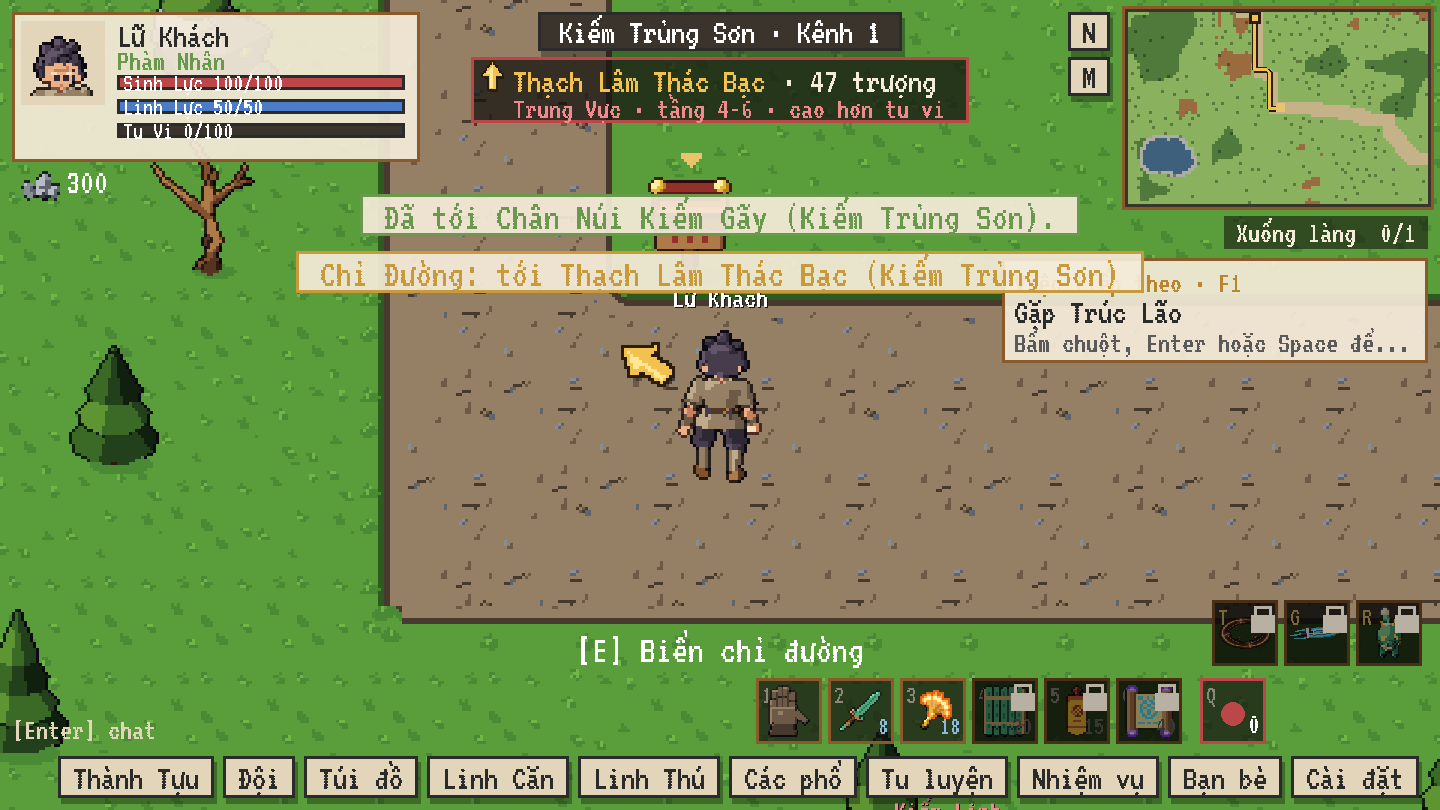 Lữ Khách
Phàm Nhân
Sinh Lực 100/100
Linh Lực 50/50
Tu Vi 0/100
300
Kiếm Trủng Sơn · Kênh 1
Thạch Lâm Thác Bạc · 47 trượng
Trung Vực · tầng 4-6 · cao hơn tu vi
N
M
Xuống làng 0/1
Đã tới Chân Núi Kiếm Gãy (Kiếm Trủng Sơn).
Chỉ Đường: tới Thạch Lâm Thác Bạc (Kiếm Trủng Sơn)
heo · F1
Gặp Trúc Lão
Bấm chuột, Enter hoặc Space để...
Lữ Khách
[E] Biển chỉ đường
T G R
1 2 8 3 18 5 15 Q 0
[Enter] chat
Thành Tựu Đội Túi đồ Linh Căn Linh Thú Các phổ Tu luyện Nhiệm vụ Bạn bè Cài đặt